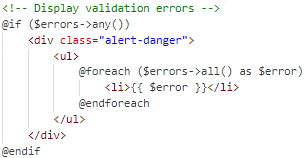 <!-- Display validation errors -->
@if ($errors->any())
    <div class="alert-danger">
        <ul>
            @foreach ($errors->all() as $error)
                <li>{{ $error }}</li>
            @endforeach
        </ul>
    </div>
@endif